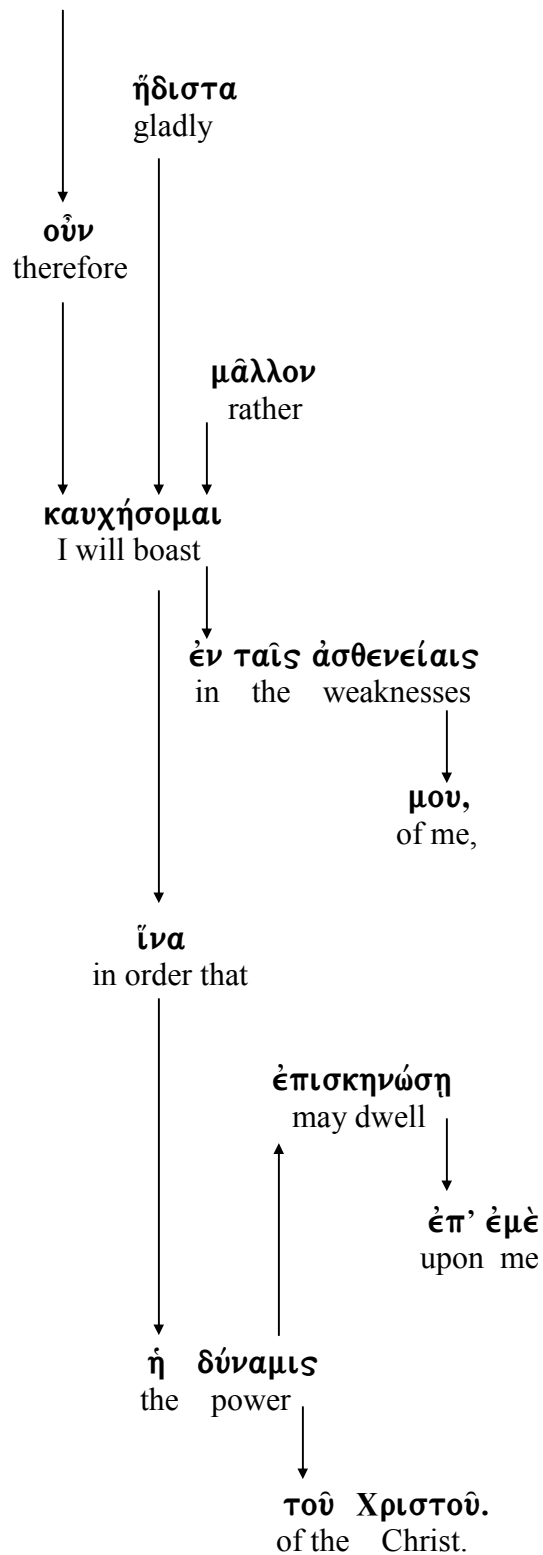 ἥδιστα
gladly
οὖν
therefore
μᾶλλον
rather
καυχήσομαι
I will boast
ἐν ταῖς ἀσθενείαις
in the weaknesses
μου,
of me,
ἵνα
in order that
ἐπισκηνώσῃ
may dwell
ἐπ’ ἐμὲ
upon me
ἡ δύναμις
the power
τοῦ Χριστοῦ.
of the Christ.